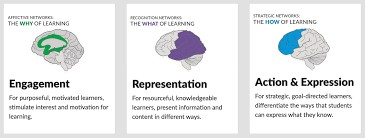 AFFECTIVE NETWORKS:
THE WHY OF LEARNING
Engagement
For purposeful, motivated learners,
stimulate interest and motivation for
learning.
RECOGNITION NETWORKS:
THE WHAT OF LEARNING
Representation
For resourceful, knowledgeable
learners, present information and
content in different ways.
STRATEGIC NETWORKS:
THE HOW OF LEARNING
Action & Expression
For strategic, goal-directed learners,
differentiate the ways that students
can express what they know.